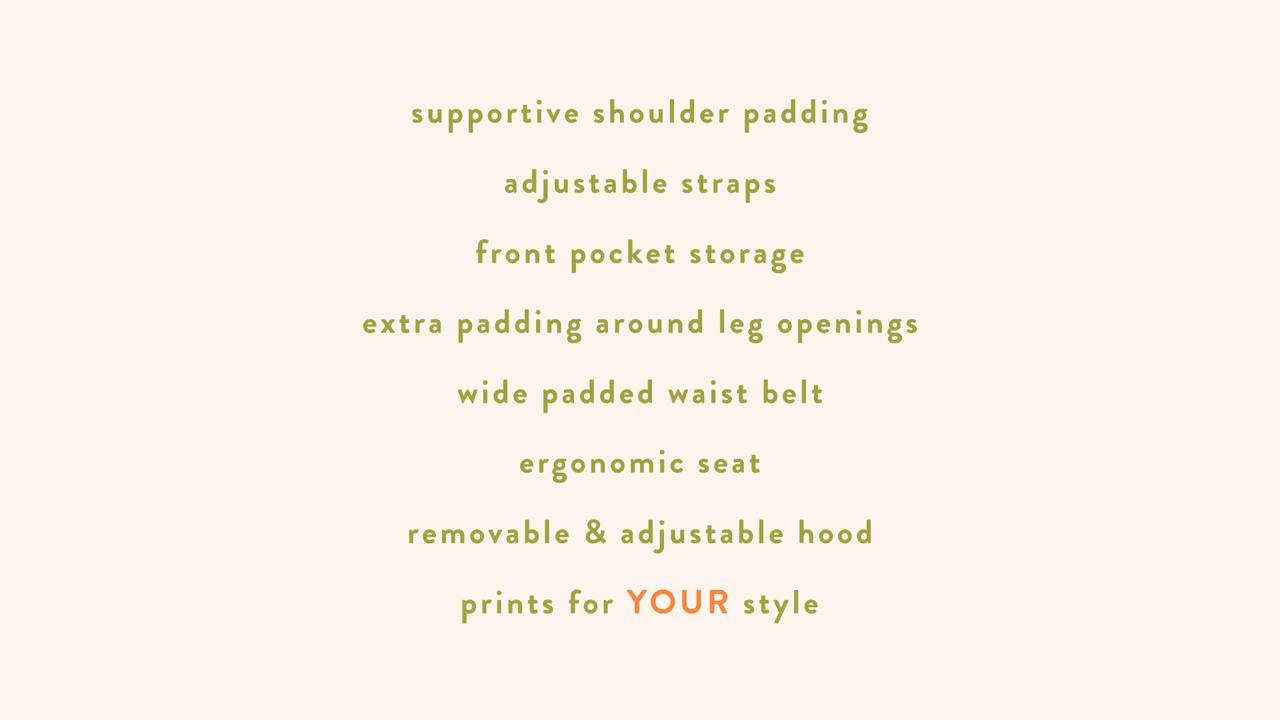 supportive shoulder padding
adjustable straps
front pocket storage
extra padding around leg openings
wide padded waist belt
ergonomic seat
removable & adjustable hood
prints for YOUR style